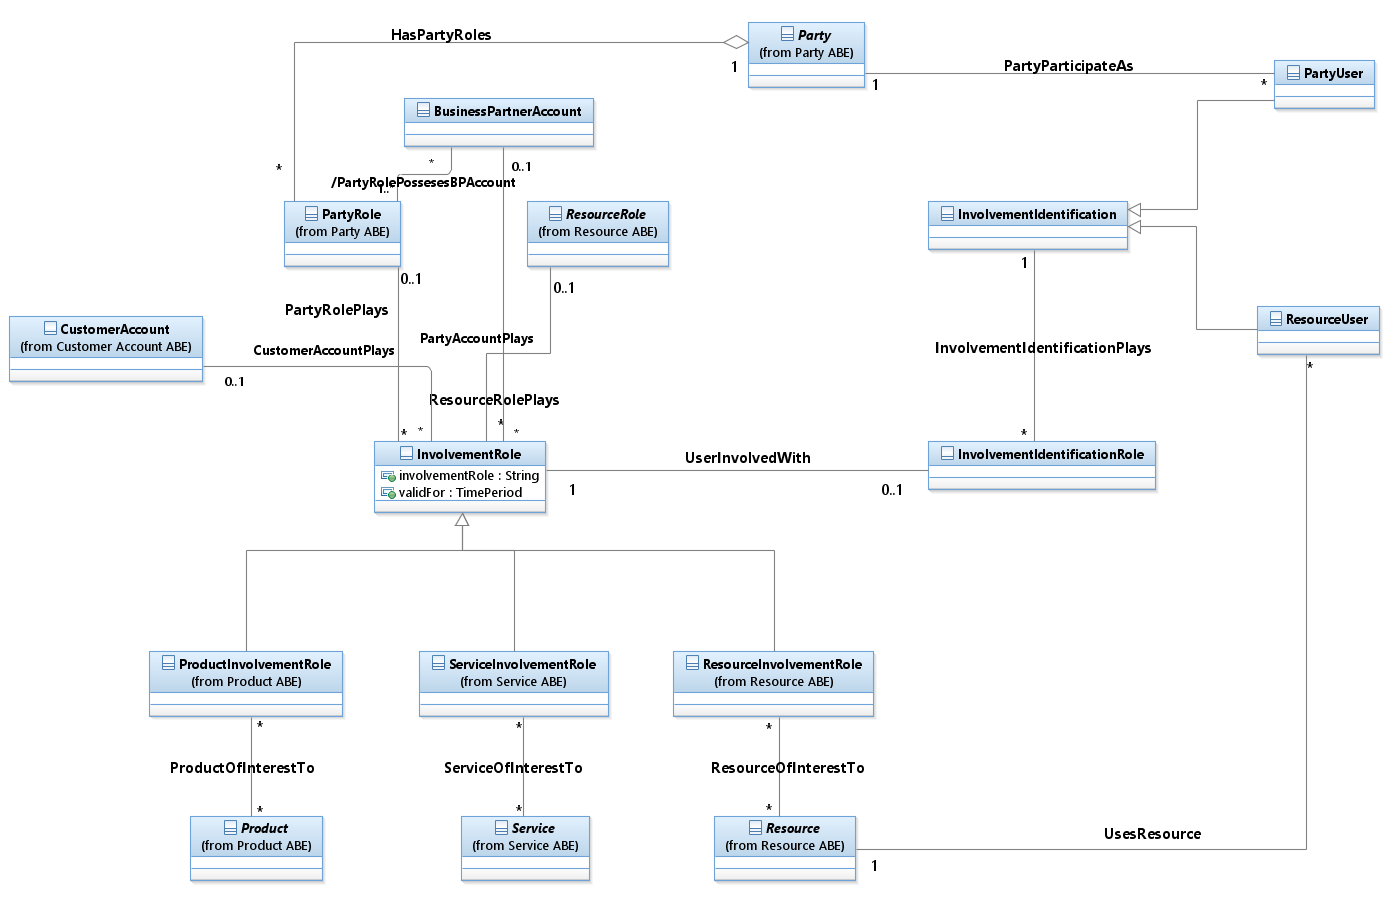 HasPartyRoles
Party
(from Party ABE)
1
PartyParticipateAs
1
*
PartyUser
BusinessPartnerAccount
*
0..1
*
/PartyRolePossesesBPAccount
1..*
PartyRole
(from Party ABE)
ResourceRole
(from Resource ABE)
InvolvementIdentification
1
0..1
0..1
PartyRolePlays
CustomerAccount
(from Customer Account ABE)
ResourceUser
CustomerAccountPlays
PartyAccountPlays
InvolvementIdentificationPlays
0..1
*
ResourceRolePlays
*
*
*
*
*
InvolvementRole
involvementRole : String
validFor : TimePeriod
UserInvolvedWith
1
0..1
InvolvementIdentificationRole
ProductInvolvementRole
(from Product ABE)
ServiceInvolvementRole
(from Service ABE)
ResourceInvolvementRole
(from Resource ABE)
*
*
*
ProductOfInterestTo
ServiceOfInterestTo
ResourceOfInterestTo
*
*
*
Product
(from Product ABE)
Service
(from Service ABE)
Resource
(from Resource ABE)
UsesResource
1